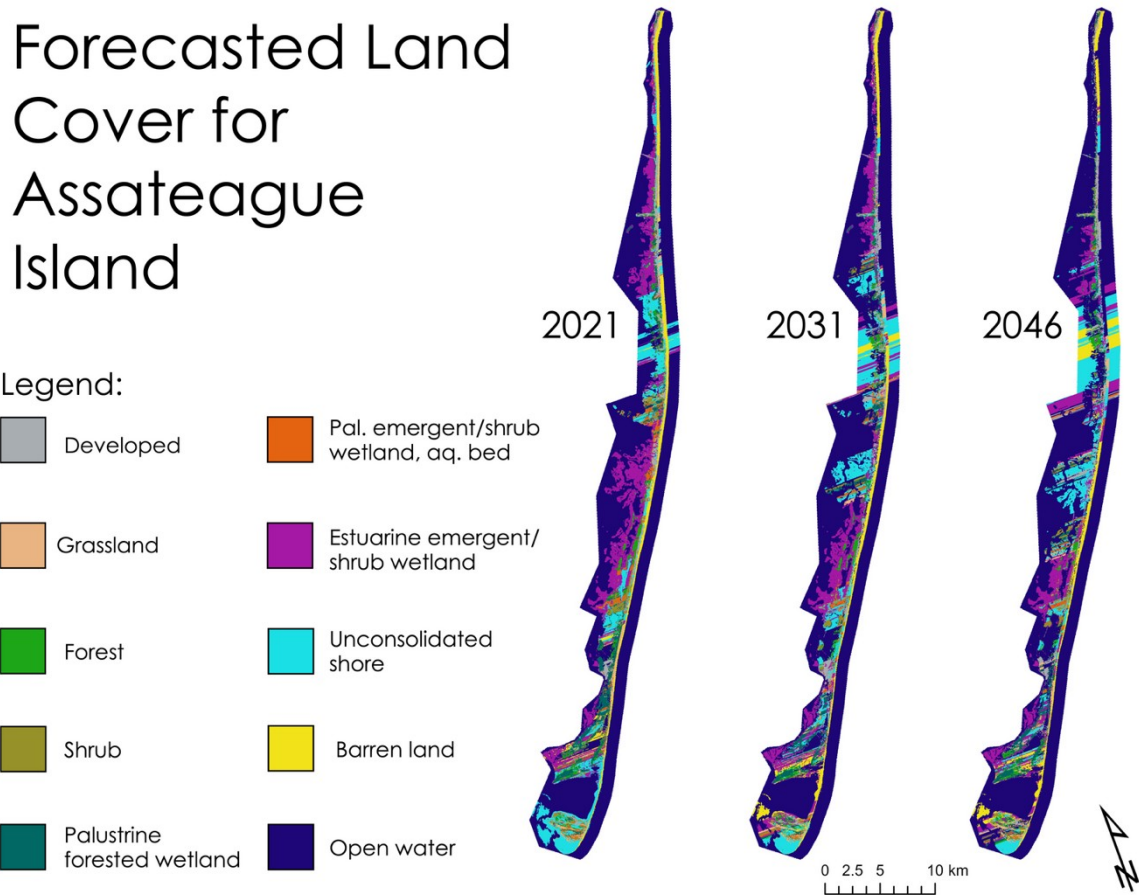 Forecasted Land
Cover for
Assateague
Island
2021
2031
2046
Legend:
Developed
Grassland
Forest
Shrub
Palustrine
forested wetland
Pal. emergent/shrub
wetland, aq. bed
Estuarine emergent/
shrub wetland
Unconsolidated
shore
Barren land
Open water
0 2.5 5 10 km
N